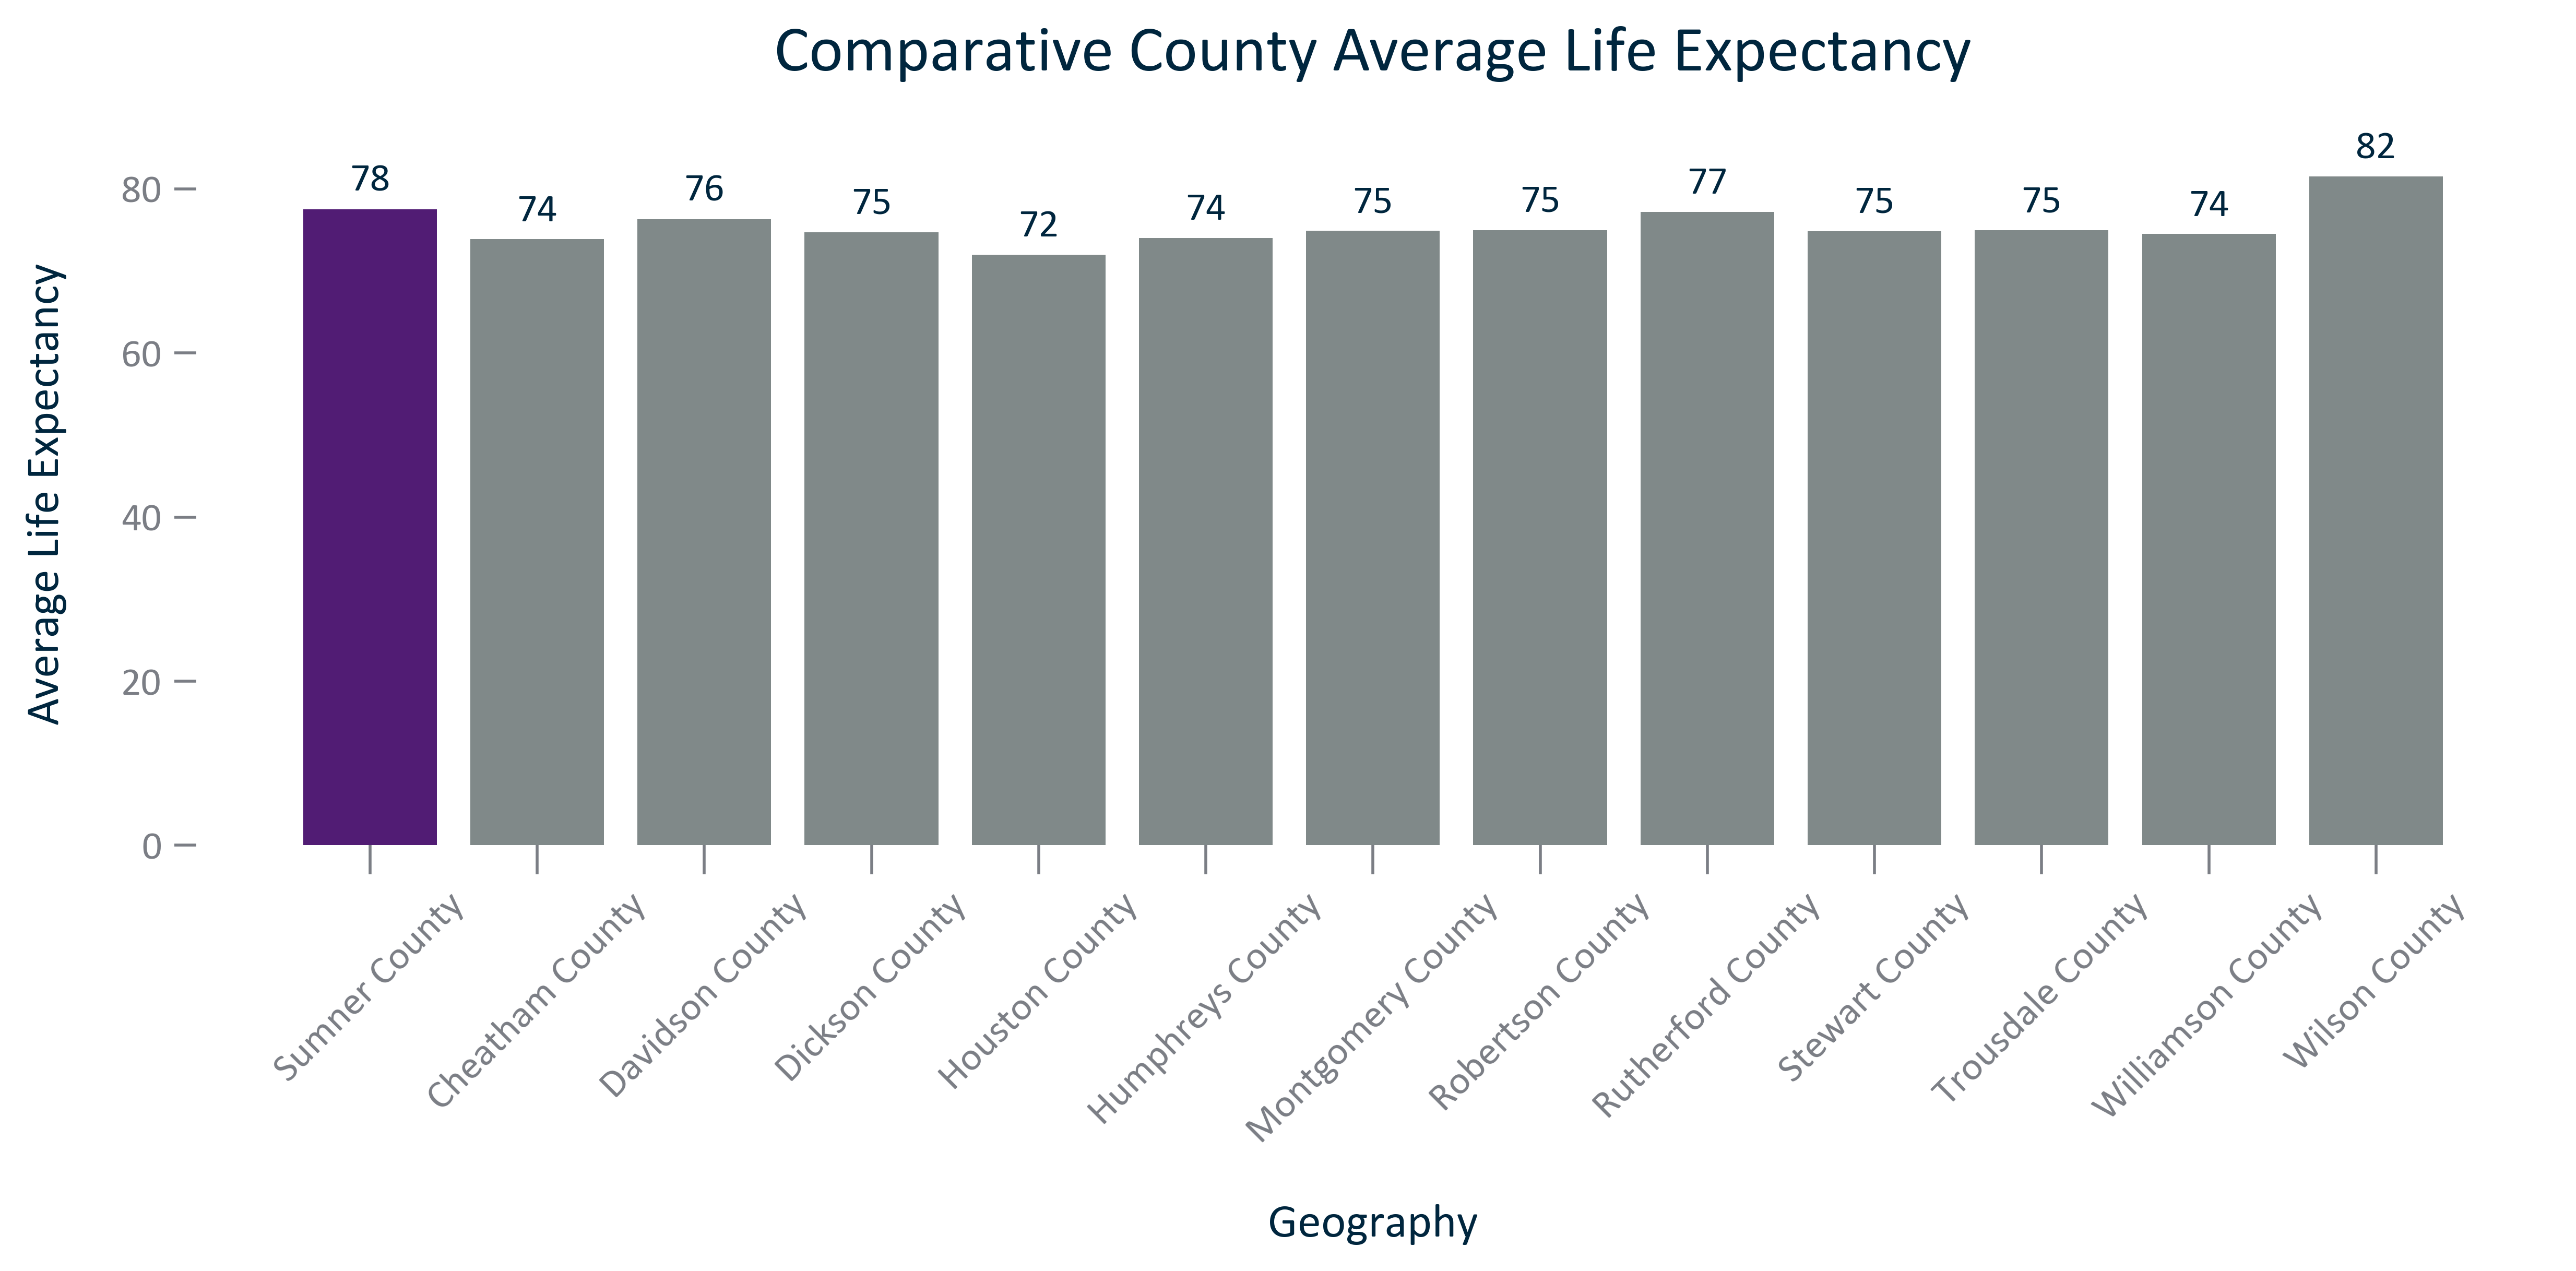 Comparative County Average Life Expectancy
Average Life Expectancy
80
60
40
20
0
78
74
76
75
72
74
75
75
77
75
75
74
82
Sumner County
Cheatham County
Davidson County
Dickson County
Houston County
Humphreys County
Montgomery County
Robertson County
Rutherford County
Stewart County
Trousdale County
Williamson County
Wilson County
Geography